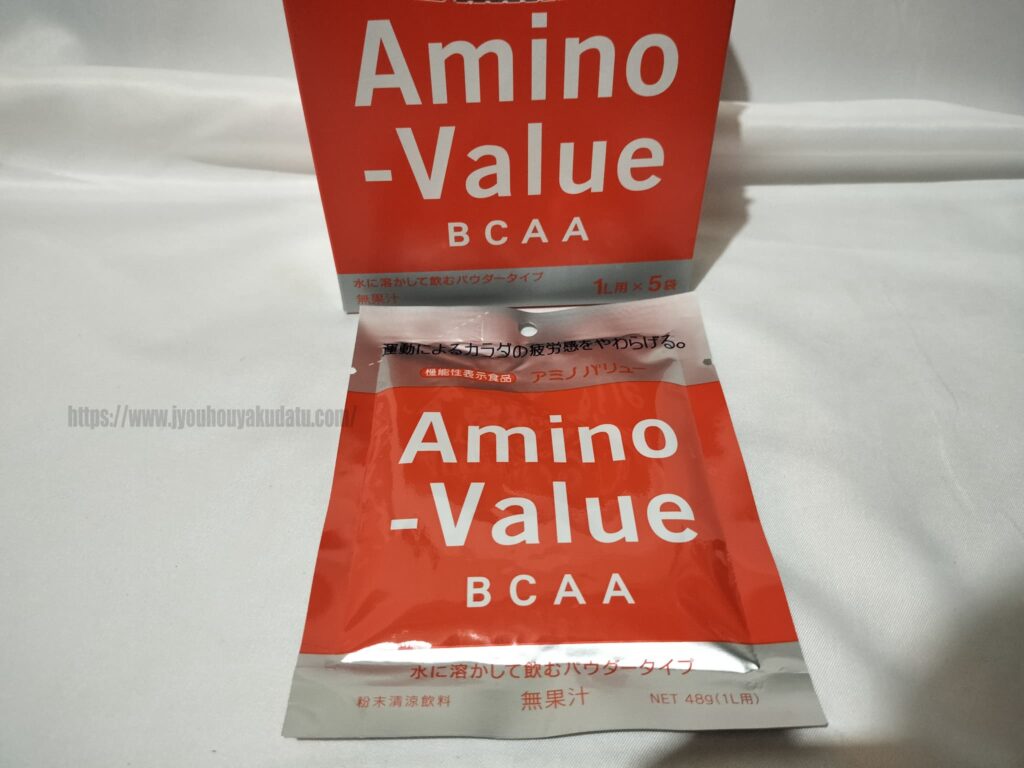 Amino
-Value
BCAA
水に溶かして飲むパウダータイプ
無果汁
1L用×5袋
運動によるカラダの疲労感をやわらげる。
機能性表示食品
アミノバリュー
https://www.jyouhouyakudatu.com/
Amino
-Value
BCAA
水に溶かして飲むパウダータイプ
粉末清涼飲料
無果汁
NET 48g(1L用)